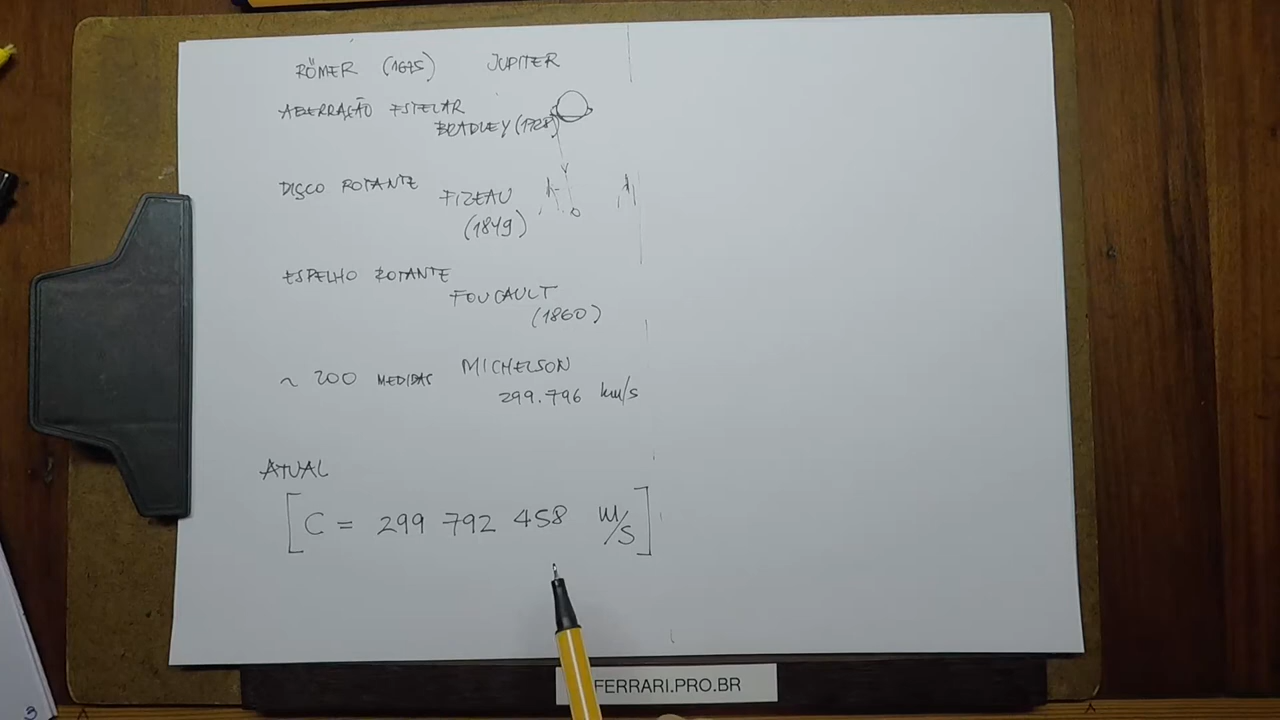 RÖMER (1675) JUPITER
ABERRAÇÃO ESTELAR
BRADLEY (1728)
DISCO ROTANTE FIZEAU
(1849)
ESPELHO ROTANTE
FOUCAULT
(1860)
~ 200 MEDIDAS MICHELSON
299.796 km/s
ATUAL
[C = 299 792 458 M/S]
FERRARI.PRO.BR
3